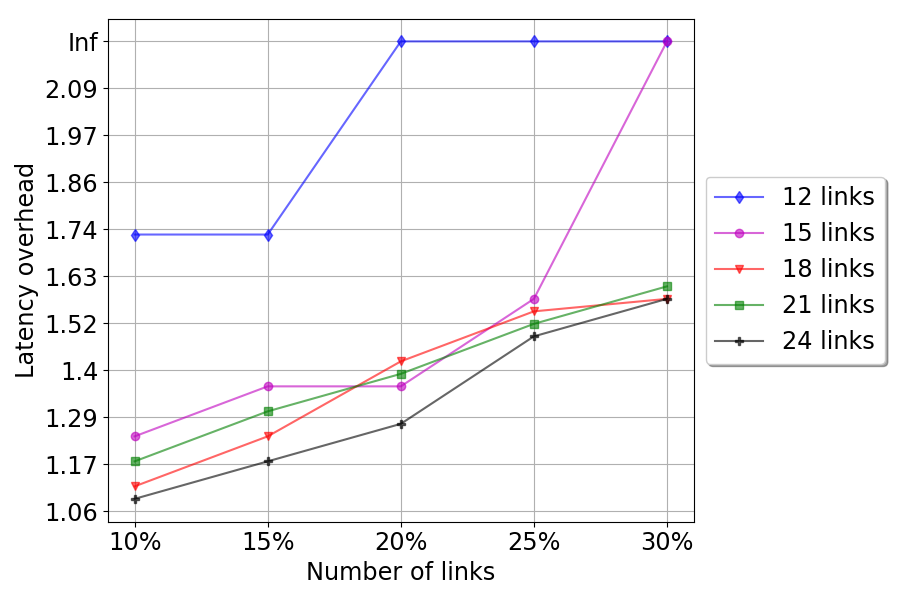 Inf
2.09
1.97
1.86
1.74
1.63
1.52
1.4
1.29
1.17
1.06
Latency overhead
10% 15% 20% 25% 30%
Number of links
12 links
15 links
18 links
21 links
24 links